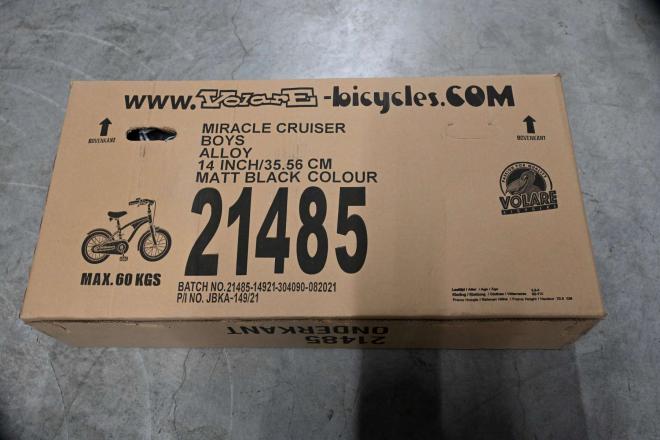 www.VolarE-bicycles.COM
BOVENKANT
BOVENKANT
MIRACLE CRUISER
BOYS
ALLOY
14 INCH/35.56 CM
MATT BLACK COLOUR
21485
VOLARE
MAX. 60 KGS
BATCH NO.21485-14921-304090-082021
P/I NO. JBKA-149/21
21485
ONDERKANT